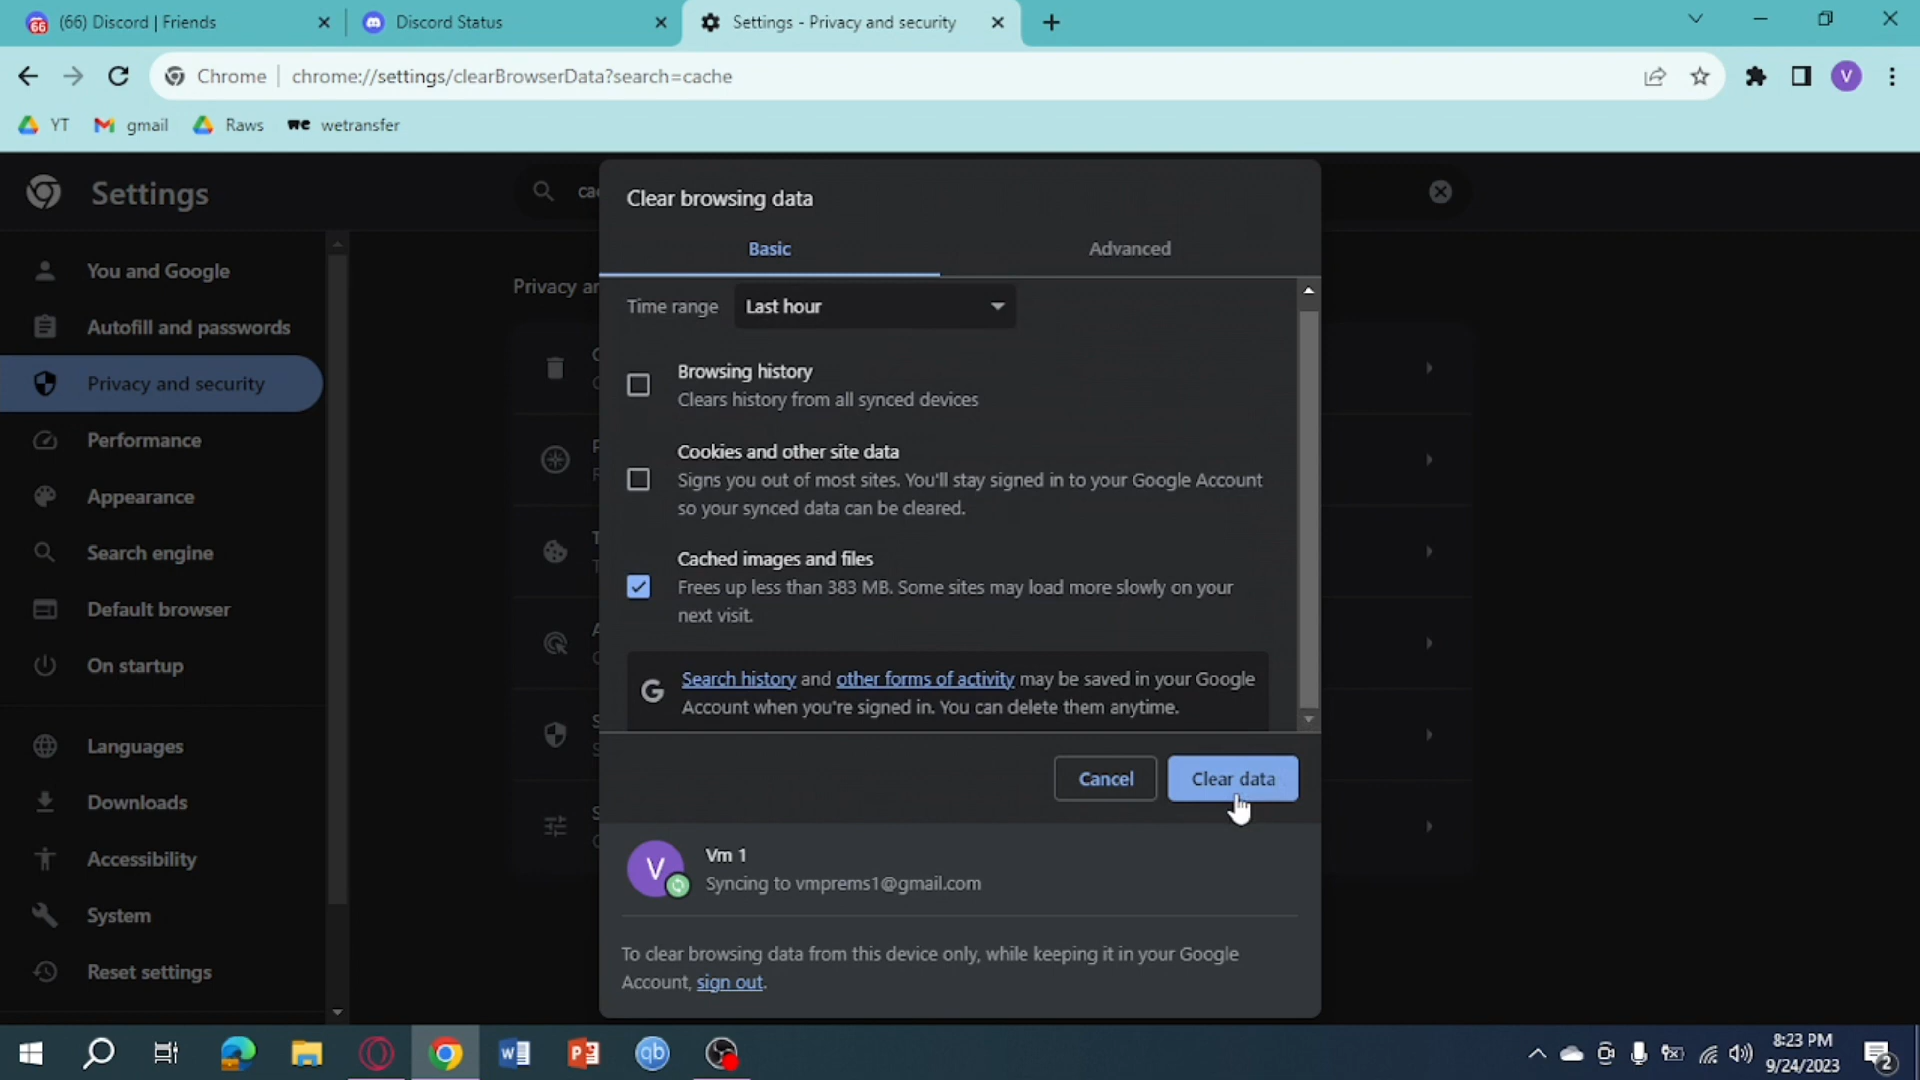 66 (66) Discord | Friends
Discord Status
Settings - Privacy and security
Chrome | chrome://settings/clearBrowserData?search=cache
V
YT
gmail
Raws
we wetransfer
Settings
ca
Clear browsing data
Basic
Advanced
You and Google
Autofill and passwords
Privacy and security
Performance
Appearance
Search engine
Default browser
On startup
Languages
Downloads
Accessibility
System
Reset settings
Privacy a
Time range
Last hour
Browsing history
Clears history from all synced devices
Cookies and other site data
Signs you out of most sites. You'll stay signed in to your Google Account
so your synced data can be cleared.
Cached images and files
Frees up less than 383 MB. Some sites may load more slowly on your
next visit.
G
Search history and other forms of activity may be saved in your Google
Account when you're signed in. You can delete them anytime.
Cancel
Clear data
V
Vm 1
Syncing to vmprems1@gmail.com
To clear browsing data from this device only, while keeping it in your Google
Account, sign out.
W
P
qb
8:23 PM
9/24/2023
2